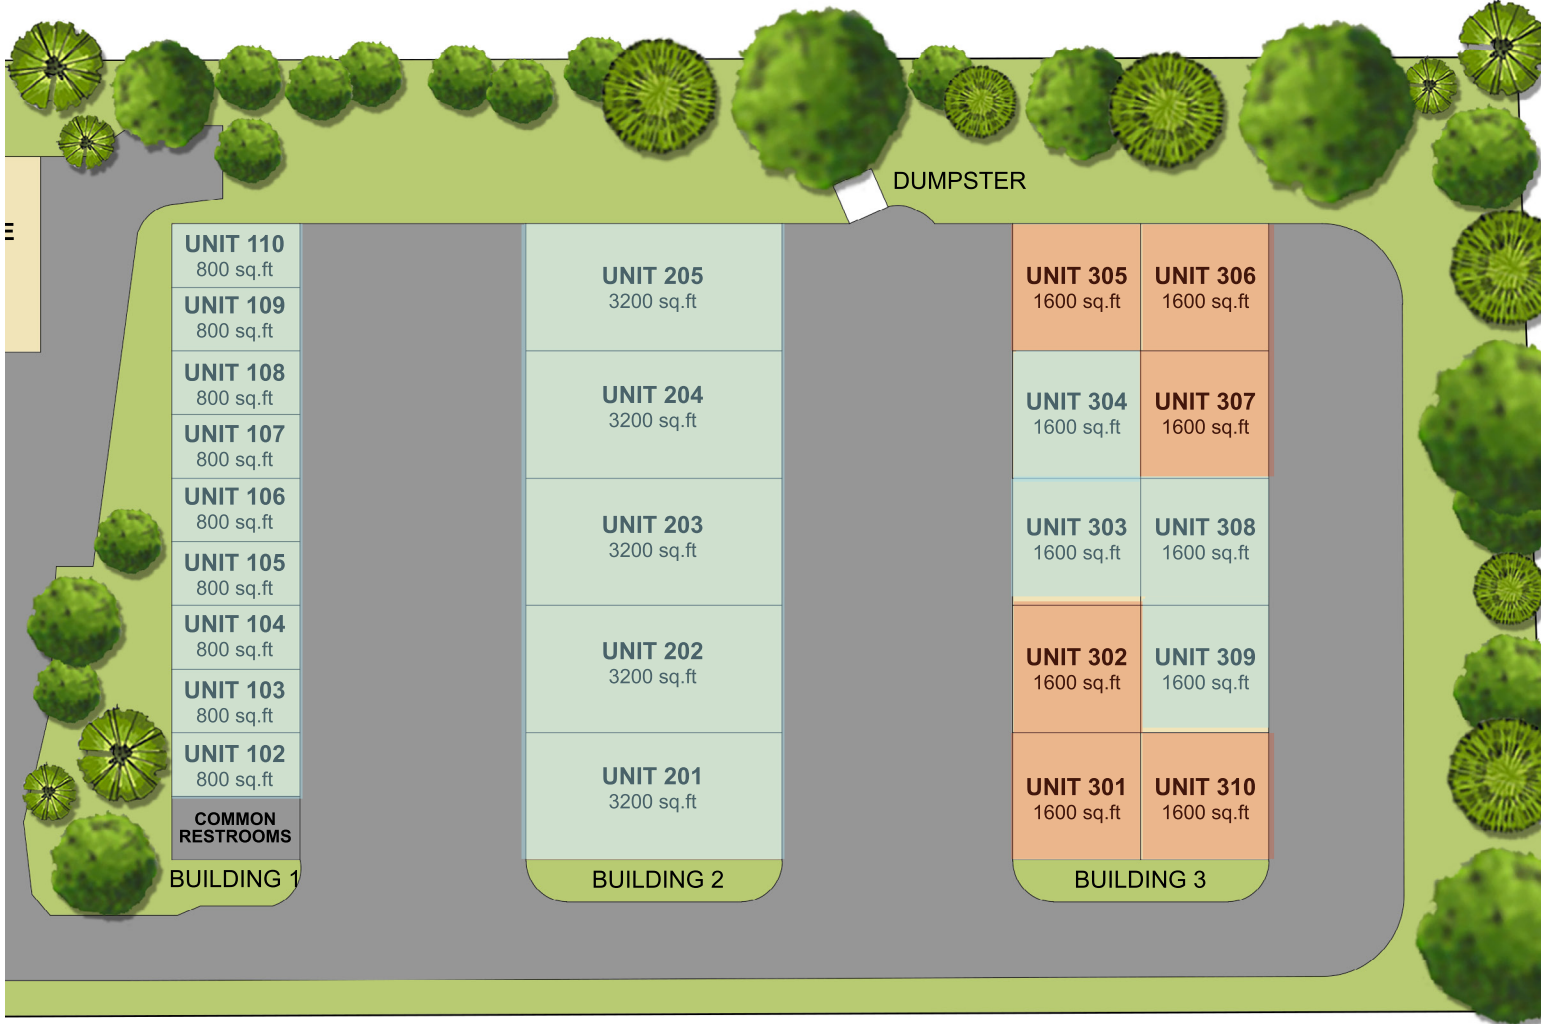 DUMPSTER
E
UNIT 110
800 sq.ft
UNIT 109
800 sq.ft
UNIT 108
800 sq.ft
UNIT 107
800 sq.ft
UNIT 106
800 sq.ft
UNIT 105
800 sq.ft
UNIT 104
800 sq.ft
UNIT 103
800 sq.ft
UNIT 102
800 sq.ft
COMMON
RESTROOMS
BUILDING 1
UNIT 205
3200 sq.ft
UNIT 204
3200 sq.ft
UNIT 203
3200 sq.ft
UNIT 202
3200 sq.ft
UNIT 201
3200 sq.ft
BUILDING 2
UNIT 305
1600 sq.ft
UNIT 306
1600 sq.ft
UNIT 304
1600 sq.ft
UNIT 307
1600 sq.ft
UNIT 303
1600 sq.ft
UNIT 308
1600 sq.ft
UNIT 302
1600 sq.ft
UNIT 309
1600 sq.ft
UNIT 301
1600 sq.ft
UNIT 310
1600 sq.ft
BUILDING 3